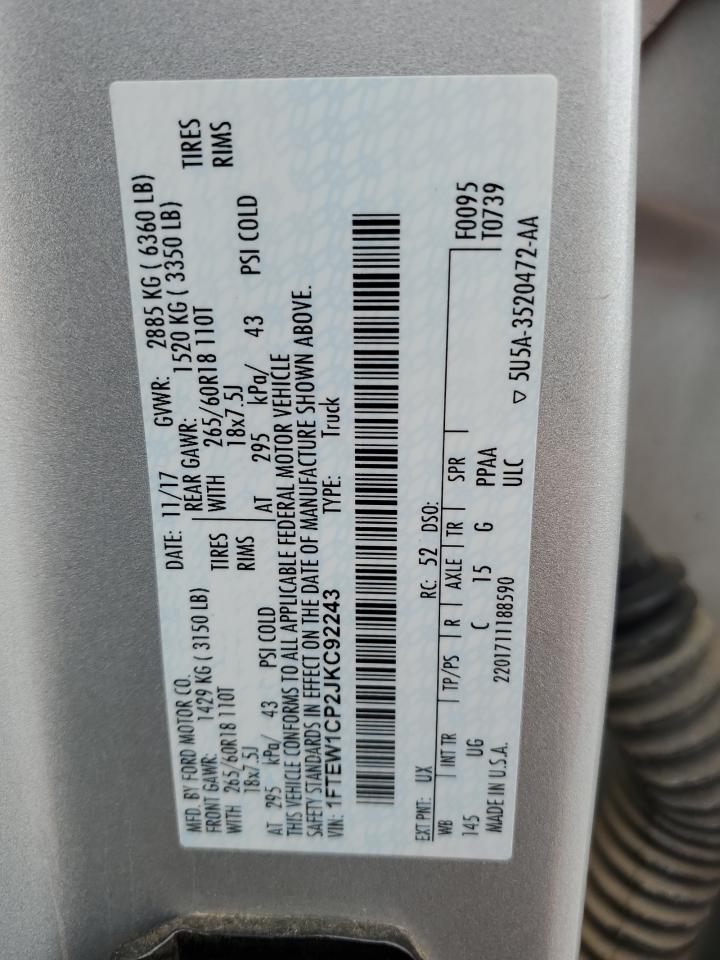 MFD. BY FORD MOTOR CO. DATE: 11/17 GVWR: 2885 KG ( 6360 LB)
FRONT GAWR: 1429 KG ( 3150 LB) REAR GAWR: 1520 KG ( 3350 LB)
WITH 265/60R18 110T TIRES WITH 265/60R18 110T TIRES
18x7.5J RIMS 18x7.5J RIMS
AT 295 kPa/ 43 PSI COLD AT 295 kPa/ 43 PSI COLD
THIS VEHICLE CONFORMS TO ALL APPLICABLE FEDERAL MOTOR VEHICLE
SAFETY STANDARDS IN EFFECT ON THE DATE OF MANUFACTURE SHOWN ABOVE.
VIN: 1FTEW1CP2JKC92243 TYPE: Truck
EXT PNT: UX RC: 52 DSO:
WB INT TR TP/PS R AXLE TR SPR F0095
145 UG C 15 G PPAA T0739
MADE IN U.S.A. 2201711188590 ULC ▽ 5U5A-3520472-AA